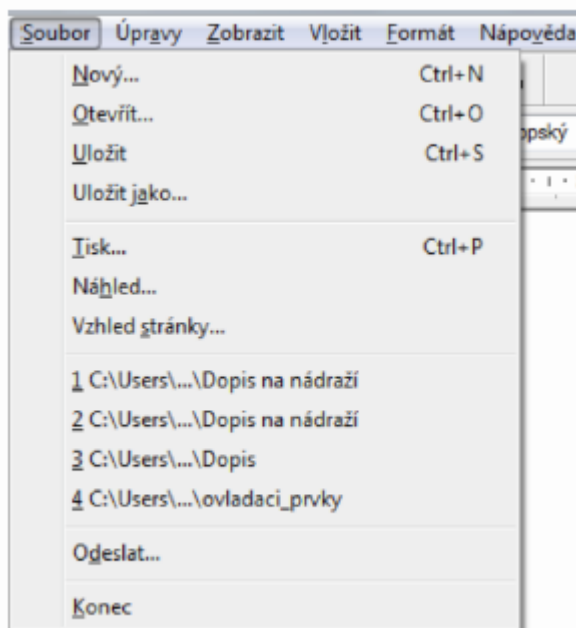 Soubor Úpravy Zobrazit Vložit Formát Nápověda
Nový... Ctrl+N
Otevřít... Ctrl+O
Uložit Ctrl+S
Uložit jako...
Tisk... Ctrl+P
Náhled...
Vzhled stránky...
1 C:\Users\...\Dopis na nádraží
2 C:\Users\...\Dopis na nádraží
3 C:\Users\...\Dopis
4 C:\Users\...\ovladaci_prvky
Odeslat...
Konec